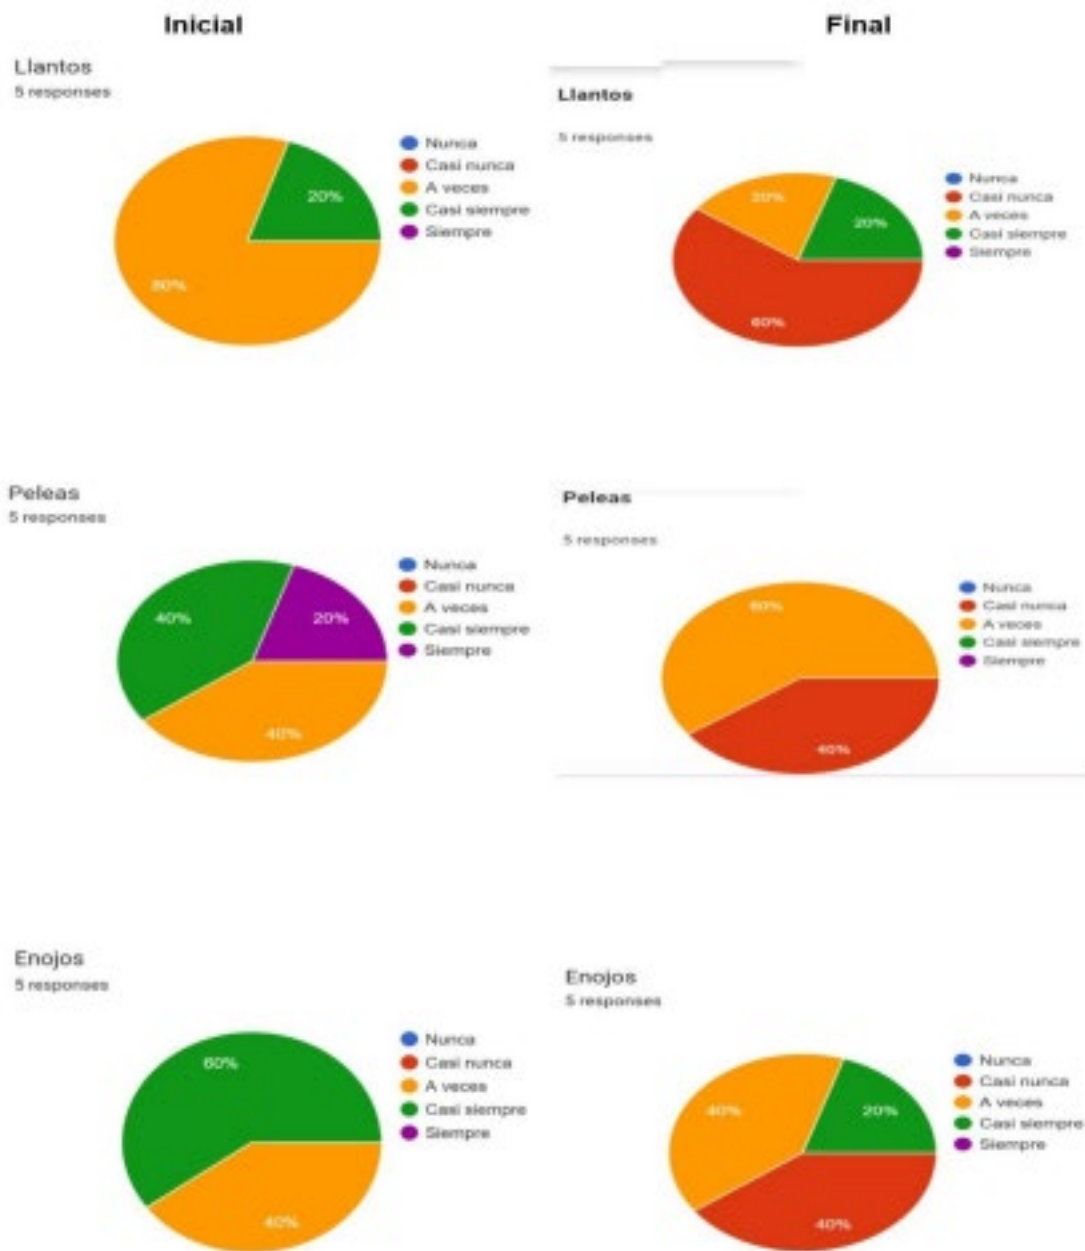 Inicial
Final
Llantos
5 responses
Nunca
Casi nunca
A veces
Casi siempre
Siempre
20%
80%
Llantos
5 responses
Nunca
Casi nunca
A veces
Casi siempre
Siempre
20%
20%
60%
Peleas
5 responses
Nunca
Casi nunca
A veces
Casi siempre
Siempre
40%
20%
40%
Peleas
5 responses
Nunca
Casi nunca
A veces
Casi siempre
Siempre
60%
40%
Enojos
5 responses
Nunca
Casi nunca
A veces
Casi siempre
Siempre
60%
40%
Enojos
5 responses
Nunca
Casi nunca
A veces
Casi siempre
Siempre
40%
20%
40%